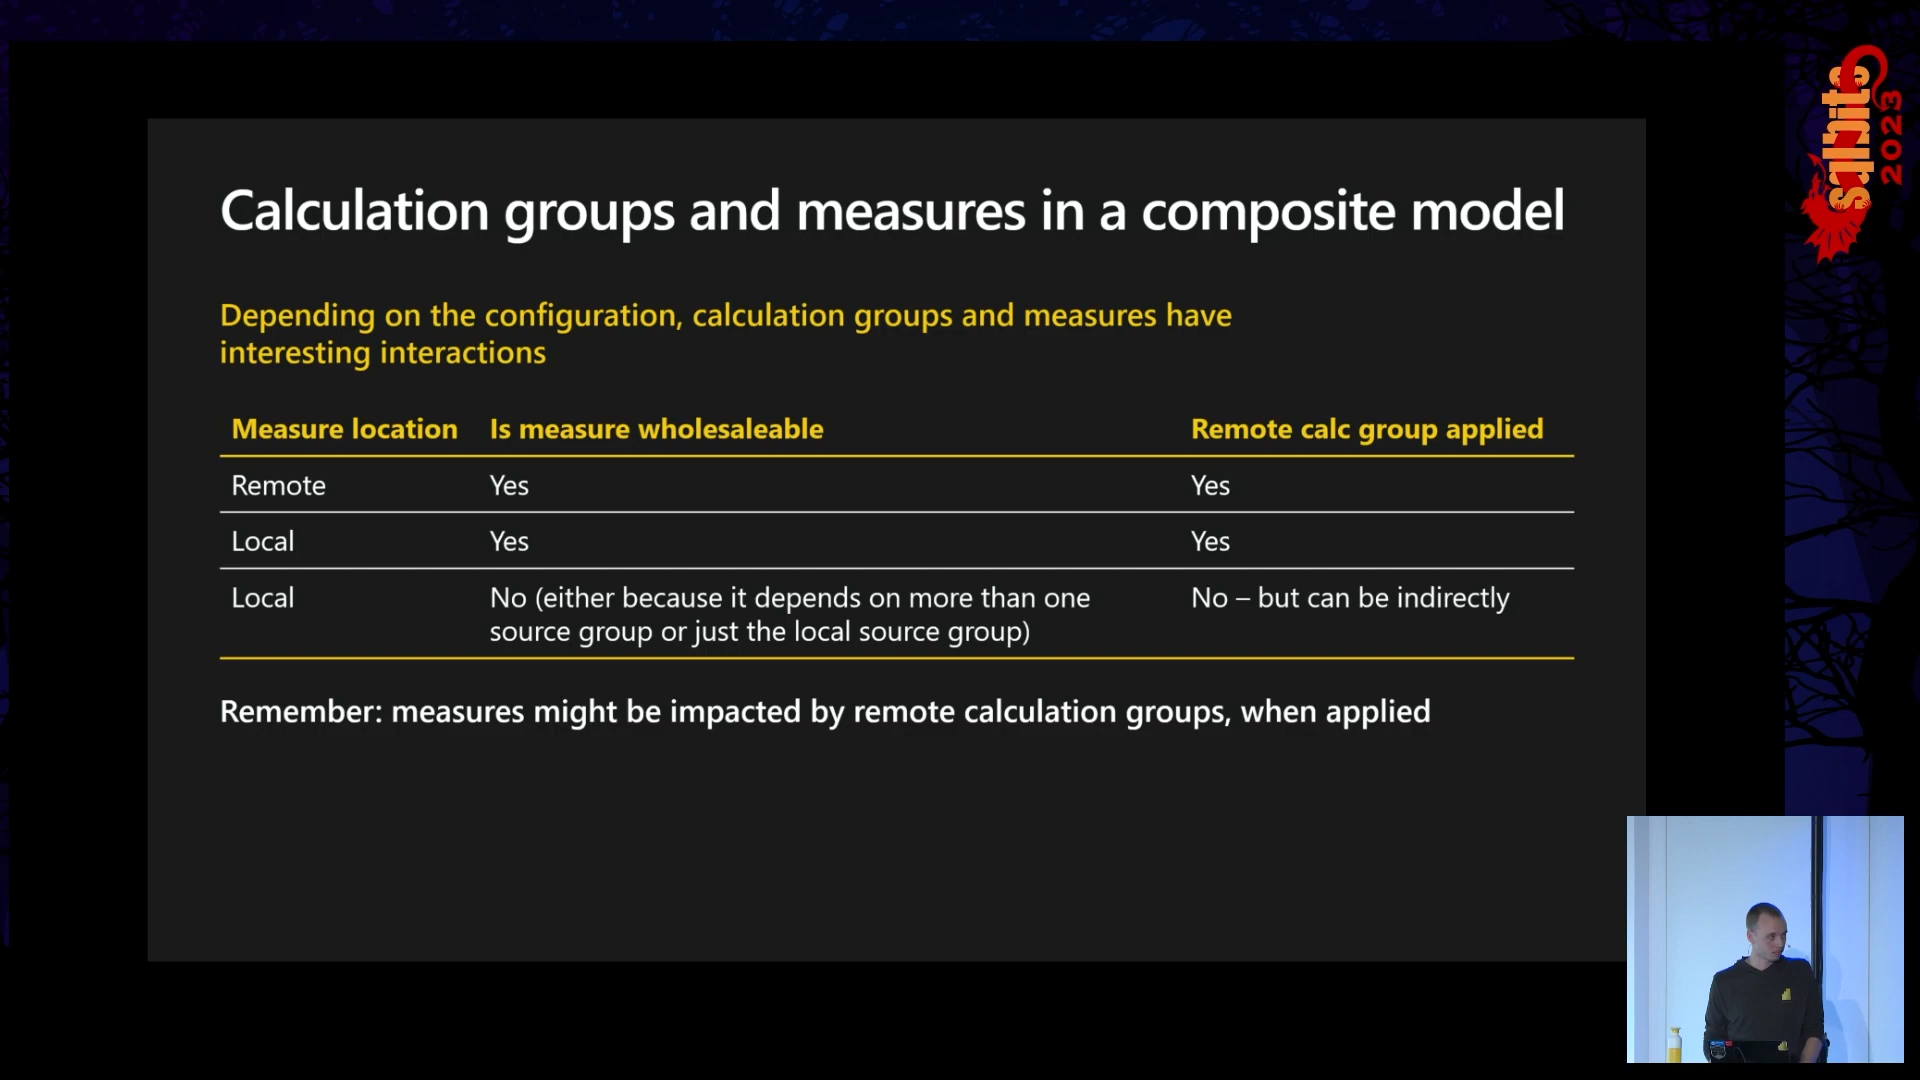 Calculation groups and measures in a composite model
Depending on the configuration, calculation groups and measures have
interesting interactions
Measure location Is measure wholesaleable Remote calc group applied
Remote Yes Yes
Local Yes Yes
Local No (either because it depends on more than one No – but can be indirectly
source group or just the local source group)
Remember: measures might be impacted by remote calculation groups, when applied
sqlbits
2023